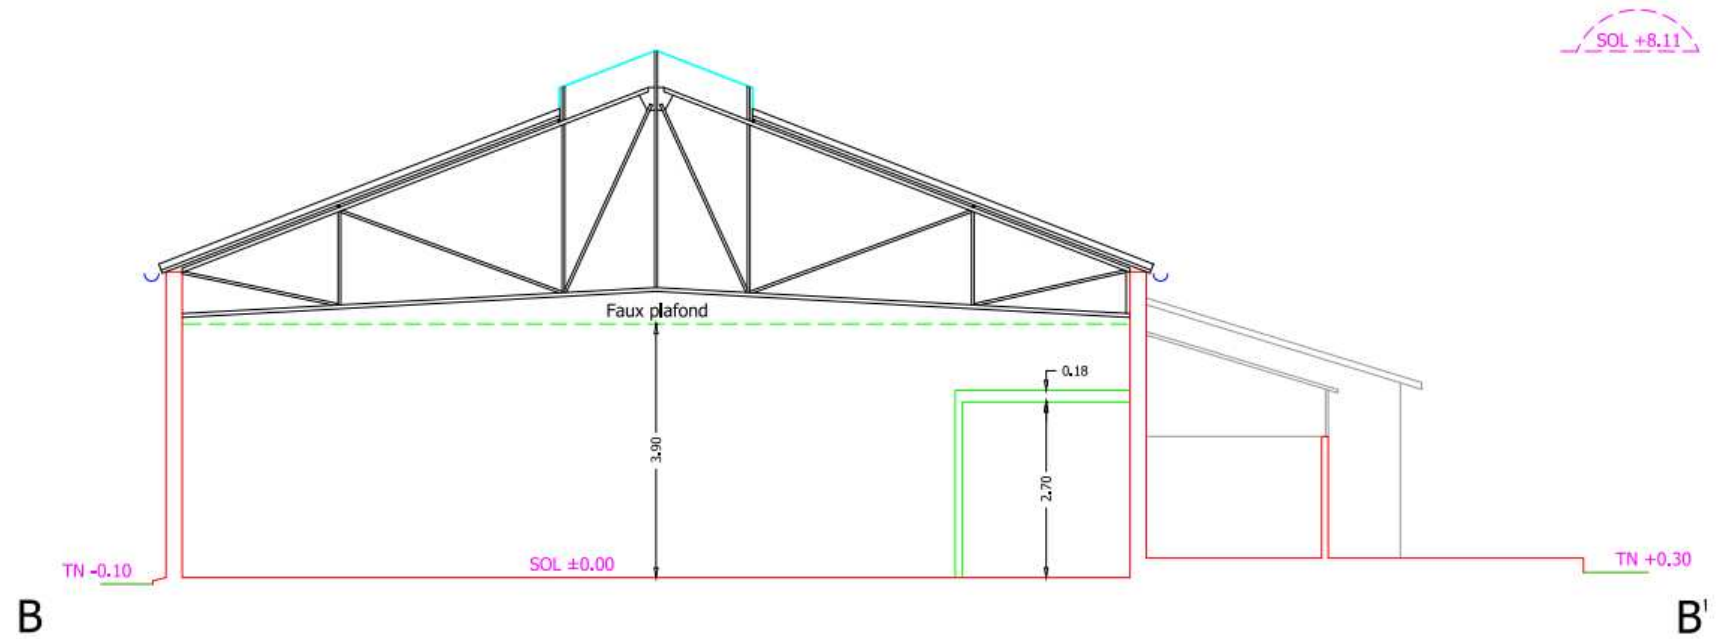 SOL +8.11
Faux plafond
0.18
3.90
2.70
SOL ±0.00
TN -0.10
TN +0.30
B
B'